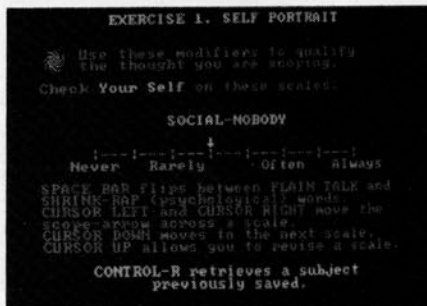 EXERCISE 1. SELF PORTRAIT
Use these modifiers to qualify
the thought you are scoring.
Check Your Self on these scales:
SOCIAL-NOBODY
Never Rarely Often Always
SPACE BAR flips between PLAIN TALK and
SHRINK-RAP (psychological) words.
CURSOR LEFT and CURSOR RIGHT move the
scope-arrow across a scale.
CURSOR DOWN moves to the next scale.
CURSOR UP allows you to revise a scale.
CONTROL-R retrieves a subject
previously saved.